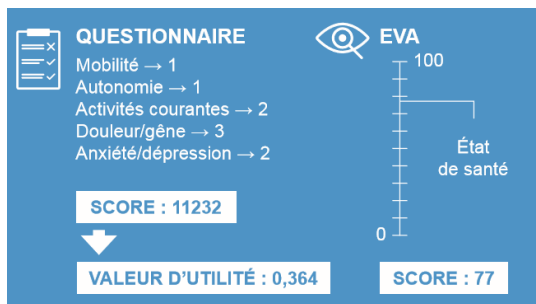 QUESTIONNAIRE
Mobilité → 1
Autonomie → 1
Activités courantes → 2
Douleur/gêne → 3
Anxiété/dépression → 2
SCORE : 11232
VALEUR D’UTILITÉ : 0,364
EVA
100
État
de santé
0
SCORE : 77